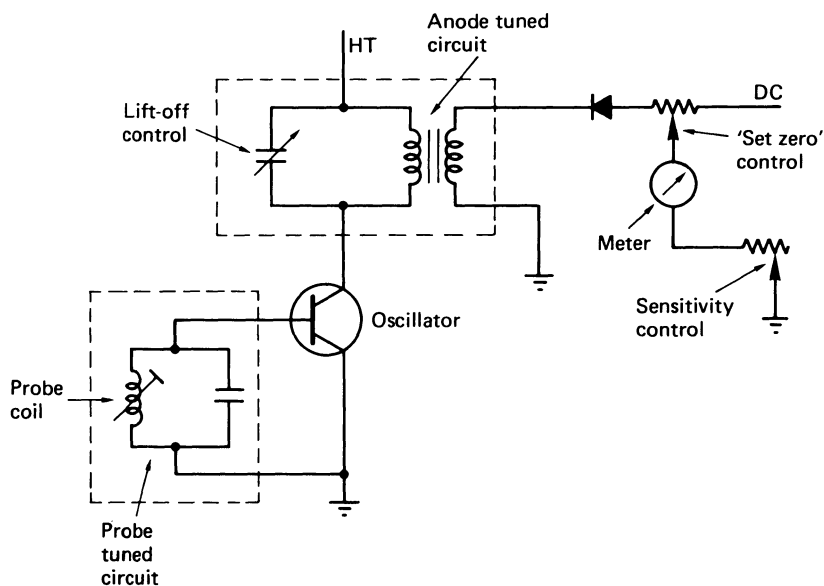 Anode tuned
circuit
HT
Lift-off
control
DC
'Set zero'
control
Meter
Sensitivity
control
Oscillator
Probe
coil
Probe
tuned
circuit